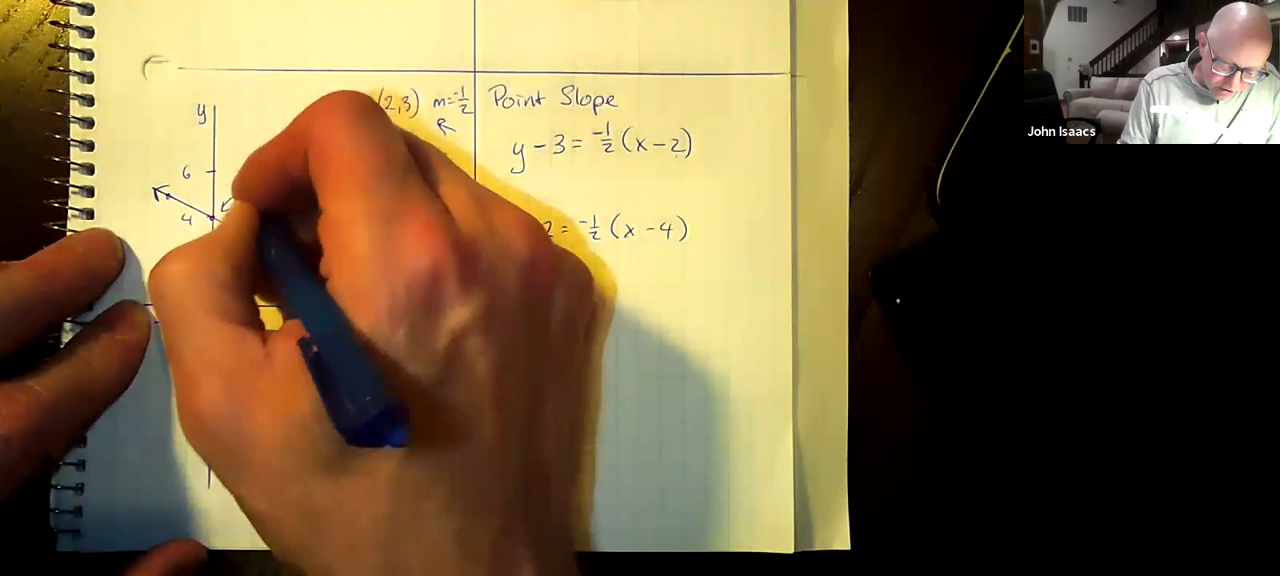 (2,3) m=-1/2
Point Slope
y-3=-1/2(x-2)
y
6
4
2=-1/2(x-4)
John Isaacs